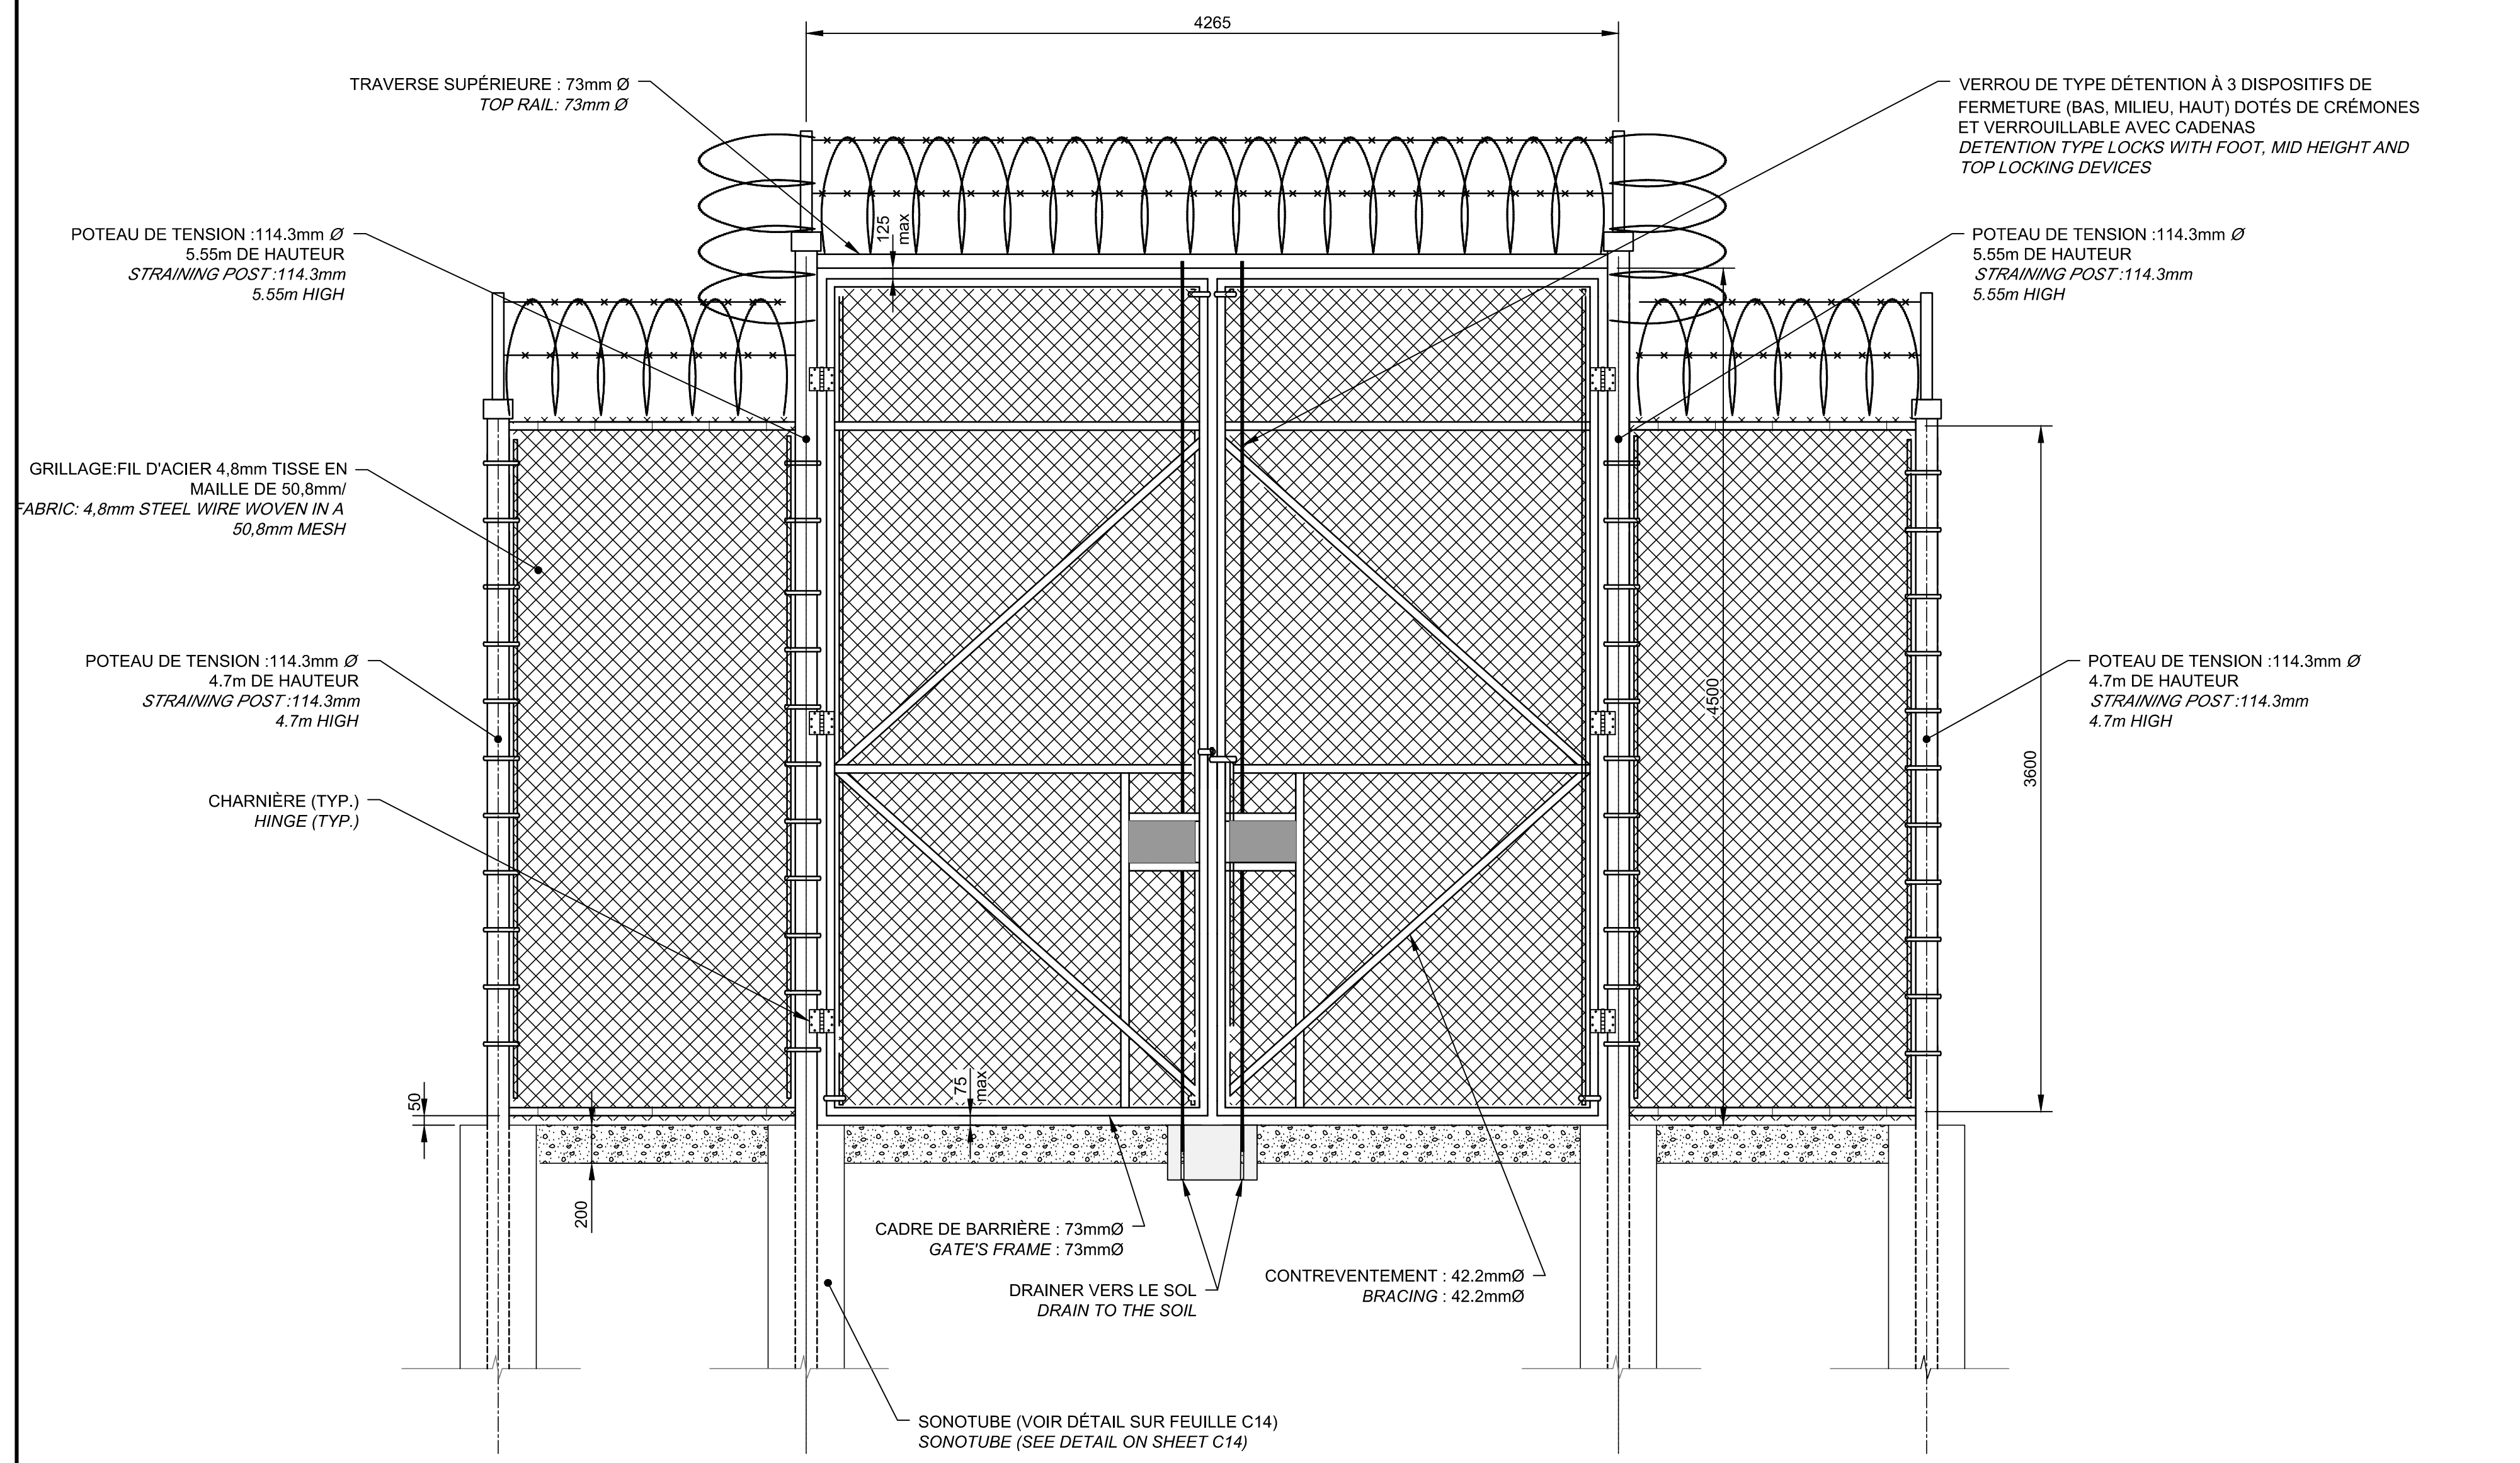 4265
TRAVERSE SUPÉRIEURE : 73mm Ø
TOP RAIL: 73mm Ø
VERROU DE TYPE DÉTENTION À 3 DISPOSITIFS DE
FERMETURE (BAS, MILIEU, HAUT) DOTÉS DE CRÉMONES
ET VERROUILLABLE AVEC CADENAS
DETENTION TYPE LOCKS WITH FOOT, MID HEIGHT AND
TOP LOCKING DEVICES
125
max
POTEAU DE TENSION :114.3mm Ø
5.55m DE HAUTEUR
STRAINING POST :114.3mm
5.55m HIGH
POTEAU DE TENSION :114.3mm Ø
5.55m DE HAUTEUR
STRAINING POST :114.3mm
5.55m HIGH
GRILLAGE:FIL D'ACIER 4,8mm TISSE EN
MAILLE DE 50,8mm/
FABRIC: 4,8mm STEEL WIRE WOVEN IN A
50,8mm MESH
POTEAU DE TENSION :114.3mm Ø
4.7m DE HAUTEUR
STRAINING POST :114.3mm
4.7m HIGH
4500
POTEAU DE TENSION :114.3mm Ø
4.7m DE HAUTEUR
STRAINING POST :114.3mm
4.7m HIGH
3600
CHARNIÈRE (TYP.)
HINGE (TYP.)
50
75
max
200
CADRE DE BARRIÈRE : 73mmØ
GATE'S FRAME : 73mmØ
DRAINER VERS LE SOL
DRAIN TO THE SOIL
CONTREVENTEMENT : 42.2mmØ
BRACING : 42.2mmØ
SONOTUBE (VOIR DÉTAIL SUR FEUILLE C14)
SONOTUBE (SEE DETAIL ON SHEET C14)